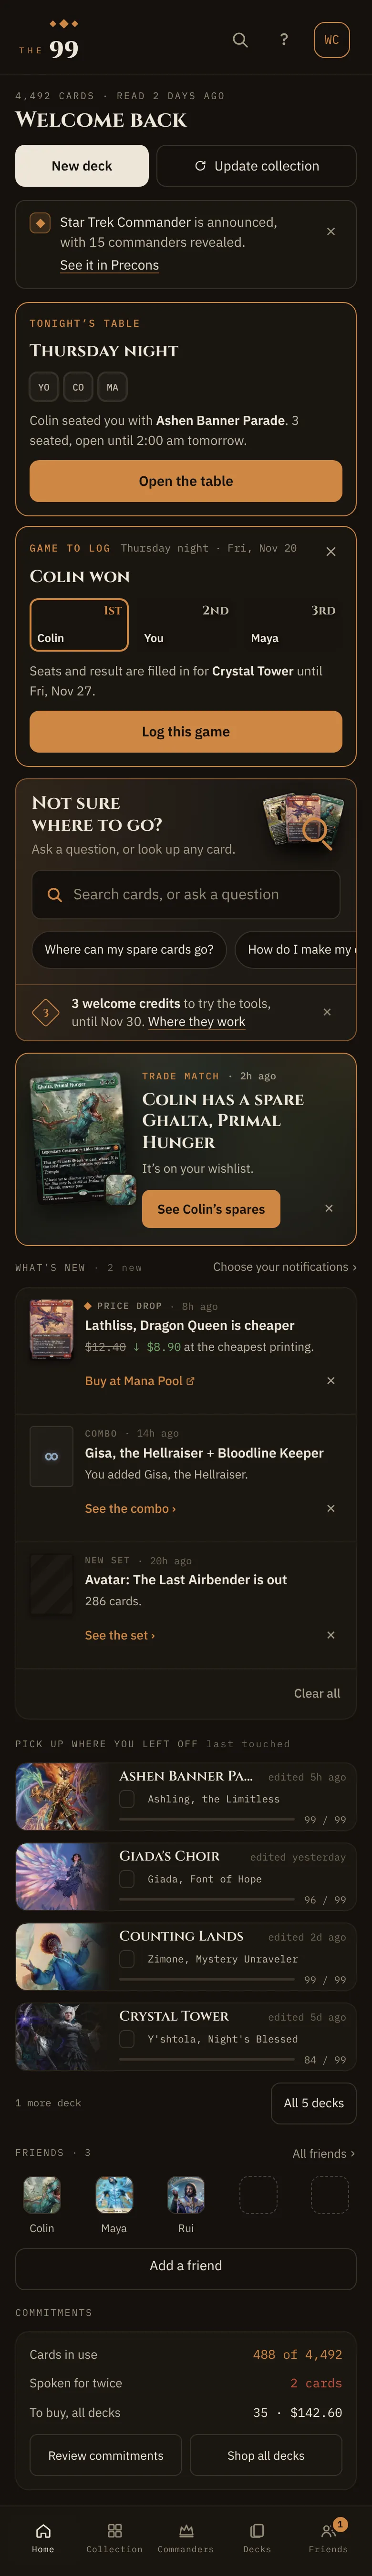 THE 99
?
WC
4,492 CARDS · READ 2 DAYS AGO
WELCOME BACK
New deck
Update collection
Star Trek Commander is announced,
with 15 commanders revealed.
See it in Precons
TONIGHT'S TABLE
THURSDAY NIGHT
YO CO MA
Colin seated you with Ashen Banner Parade. 3
seated, open until 2:00 am tomorrow.
Open the table
GAME TO LOG Thursday night · Fri, Nov 20
COLIN WON
1ST
Colin
2ND
You
3RD
Maya
Seats and result are filled in for Crystal Tower until
Fri, Nov 27.
Log this game
NOT SURE
WHERE TO GO?
Ask a question, or look up any card.
Search cards, or ask a question
Where can my spare cards go?
How do I make my
3
3 welcome credits to try the tools,
until Nov 30. Where they work
Ghalta, Primal Hunger
Legendary Creature — Elder Dinosaur
TRADE MATCH · 2h ago
COLIN HAS A SPARE
GHALTA, PRIMAL
HUNGER
It's on your wishlist.
See Colin's spares
WHAT'S NEW · 2 new
Choose your notifications ›
PRICE DROP · 8h ago
Lathliss, Dragon Queen is cheaper
$12.40 ↓ $8.90 at the cheapest printing.
Buy at Mana Pool
COMBO · 14h ago
Gisa, the Hellraiser + Bloodline Keeper
You added Gisa, the Hellraiser.
See the combo ›
NEW SET · 20h ago
Avatar: The Last Airbender is out
286 cards.
See the set ›
Clear all
PICK UP WHERE YOU LEFT OFF last touched
ASHEN BANNER PA… edited 5h ago
Ashling, the Limitless
99 / 99
GIADA'S CHOIR edited yesterday
Giada, Font of Hope
96 / 99
COUNTING LANDS edited 2d ago
Zimone, Mystery Unraveler
99 / 99
CRYSTAL TOWER edited 5d ago
Y'shtola, Night's Blessed
84 / 99
1 more deck
All 5 decks
FRIENDS · 3
All friends ›
Colin
Maya
Rui
Add a friend
COMMITMENTS
Cards in use 488 of 4,492
Spoken for twice 2 cards
To buy, all decks 35 · $142.60
Review commitments
Shop all decks
1
Home
Collection
Commanders
Decks
Friends